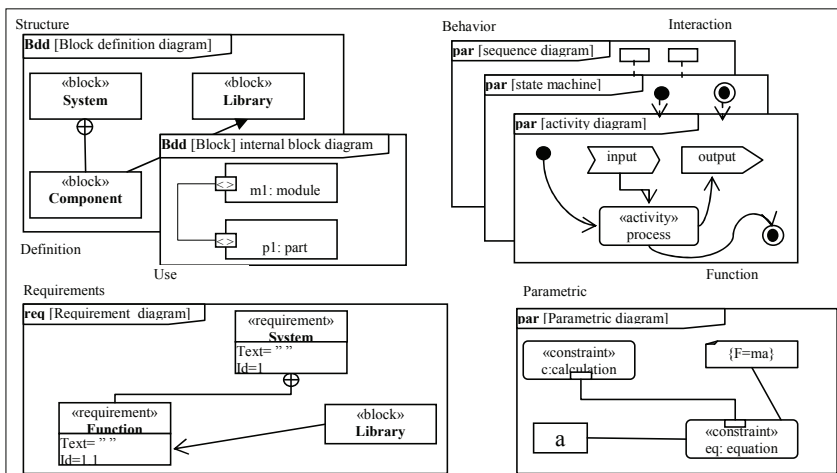 Structure
Bdd [Block definition diagram]
«block»
System
«block»
Library
«block»
Component
Bdd [Block] internal block diagram
<>
m1: module
<>
p1: part
Definition
Use
Behavior
Interaction
par [sequence diagram]
par [state machine]
par [activity diagram]
input
output
«activity»
process
Function
Requirements
req [Requirement diagram]
«requirement»
System
Text= ” ”
Id=1
«requirement»
Function
Text= ” ”
Id=1.1
«block»
Library
Parametric
par [Parametric diagram]
«constraint»
c:calculation
{F=ma}
a
«constraint»
eq: equation